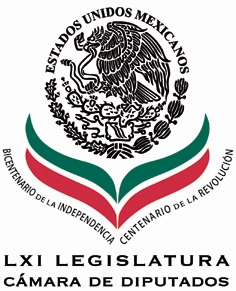 ESTADOS UNIDOS MEXICANOS
BICENTENARIO DE LA INDEPENDENCIA
CENTENARIO DE LA REVOLUCIÓN
LXI LEGISLATURA
CÁMARA DE DIPUTADOS